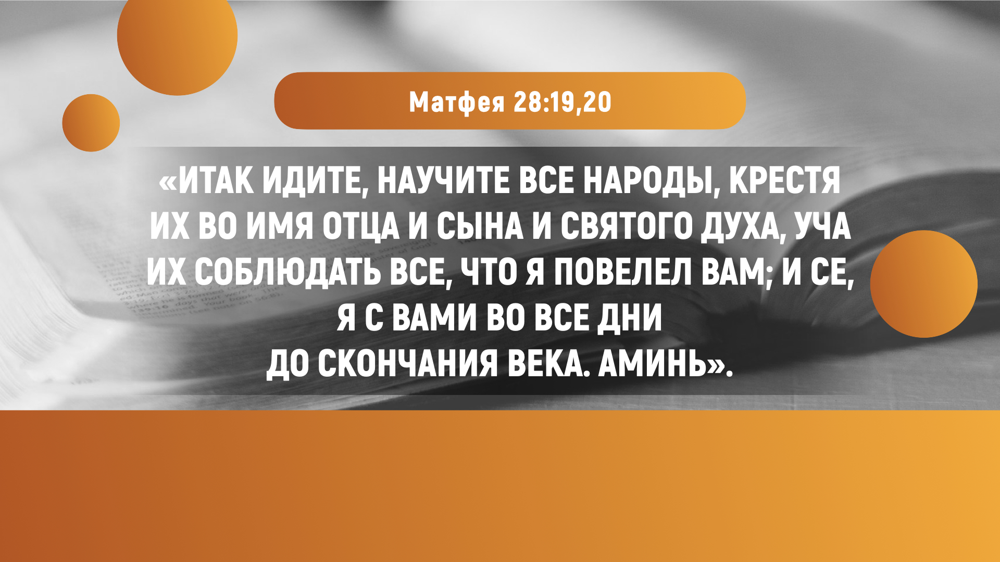 Матфея 28:19,20
«ИТАК ИДИТЕ, НАУЧИТЕ ВСЕ НАРОДЫ, КРЕСТЯ
ИХ ВО ИМЯ ОТЦА И СЫНА И СВЯТОГО ДУХА, УЧА
ИХ СОБЛЮДАТЬ ВСЕ, ЧТО Я ПОВЕЛЕЛ ВАМ; И СЕ,
Я С ВАМИ ВО ВСЕ ДНИ
ДО СКОНЧАНИЯ ВЕКА. АМИНЬ».